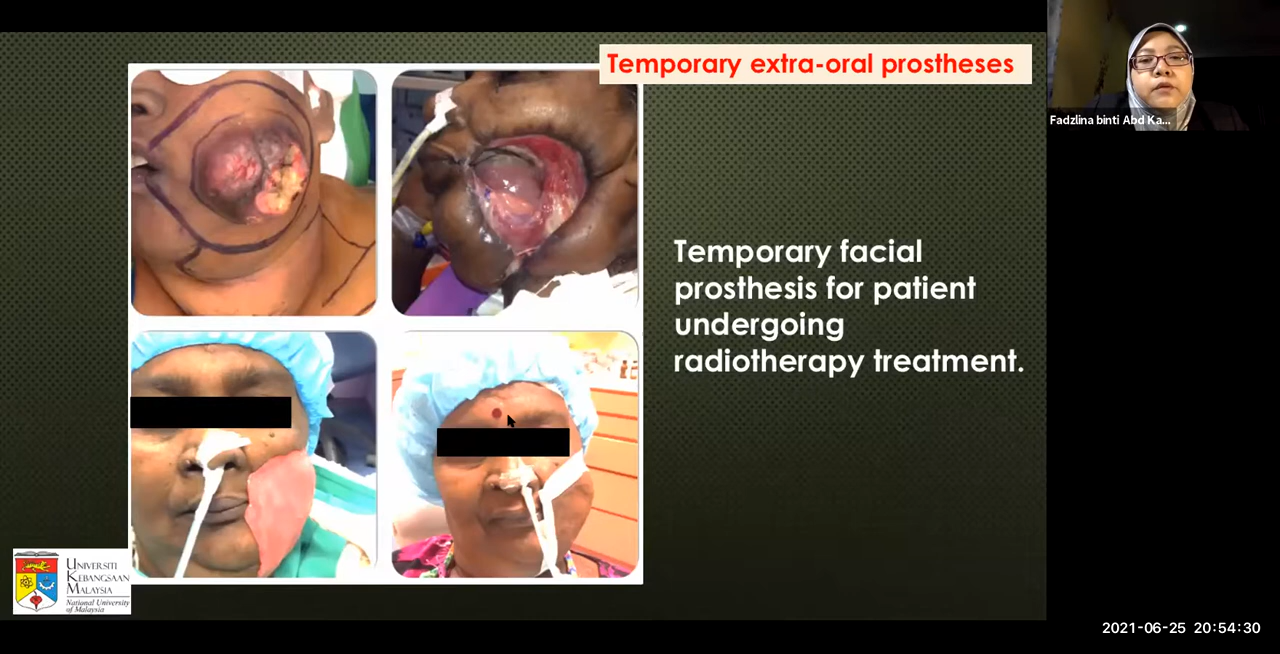 Temporary extra-oral prostheses
Fadzlina binti Abd Ka...
Temporary facial
prosthesis for patient
undergoing
radiotherapy treatment.
UNIVERSITI
KEBANGSAAN
MALAYSIA
National University
of Malaysia
2021-06-25 20:54:30